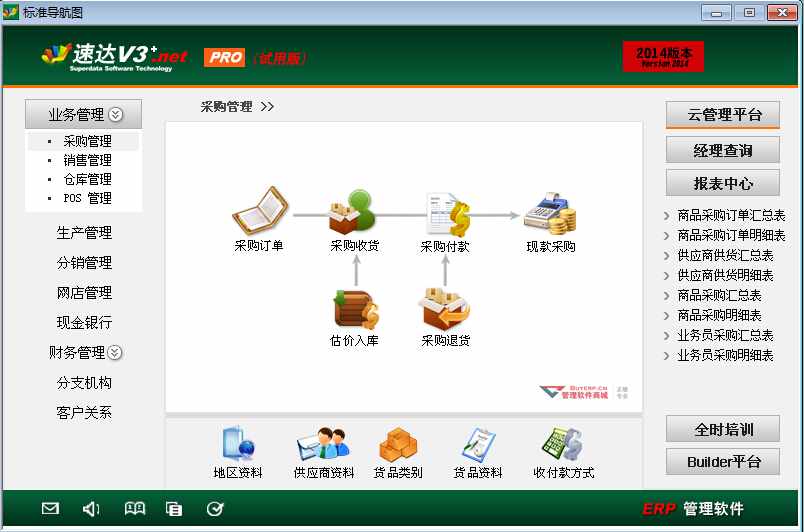 标准导航图
速达V3+.net PRO (试用版)
Superdata Software Technology
2014版本
Version 2014
业务管理
采购管理
销售管理
仓库管理
POS 管理
生产管理
分销管理
网店管理
现金银行
财务管理
分支机构
客户关系
采购管理 >>
采购订单
采购收货
采购付款
现款采购
估价入库
采购退货
BUYERP.CN
管理软件商城
正版
专业
地区资料
供应商资料
货品类别
货品资料
收付款方式
云管理平台
经理查询
报表中心
商品采购订单汇总表
商品采购订单明细表
供应商供货汇总表
供应商供货明细表
商品采购汇总表
商品采购明细表
业务员采购汇总表
业务员采购明细表
全时培训
Builder平台
ERP 管理软件